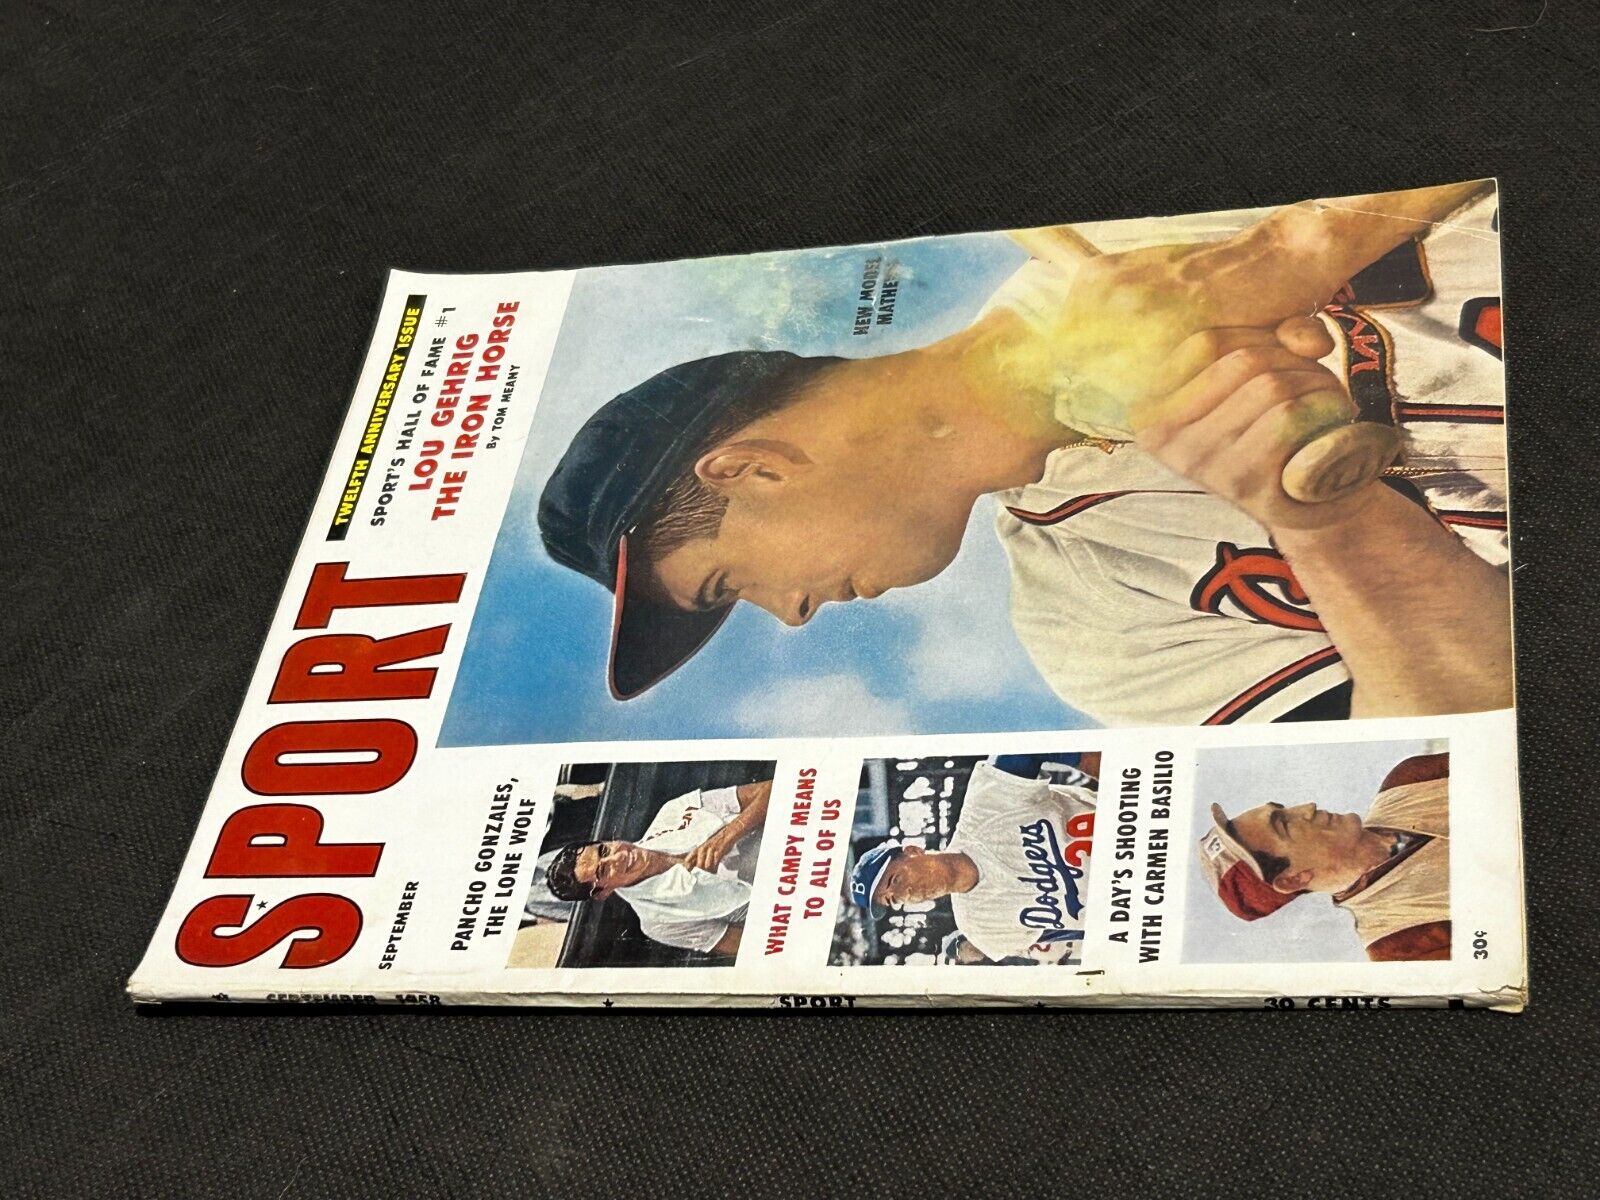 SPORT
SEPTEMBER
TWELFTH ANNIVERSARY ISSUE
SPORT'S HALL OF FAME #1
LOU GEHRIG
THE IRON HORSE
By TOM MEANY
PANCHO GONZALES,
THE LONE WOLF
WHAT CAMPY MEANS
TO ALL OF US
B
Dodgers
39
A DAY'S SHOOTING
WITH CARMEN BASILIO
30¢
NEW MODEL
SEPTEMBER 1958
SPORT
30 CENTS